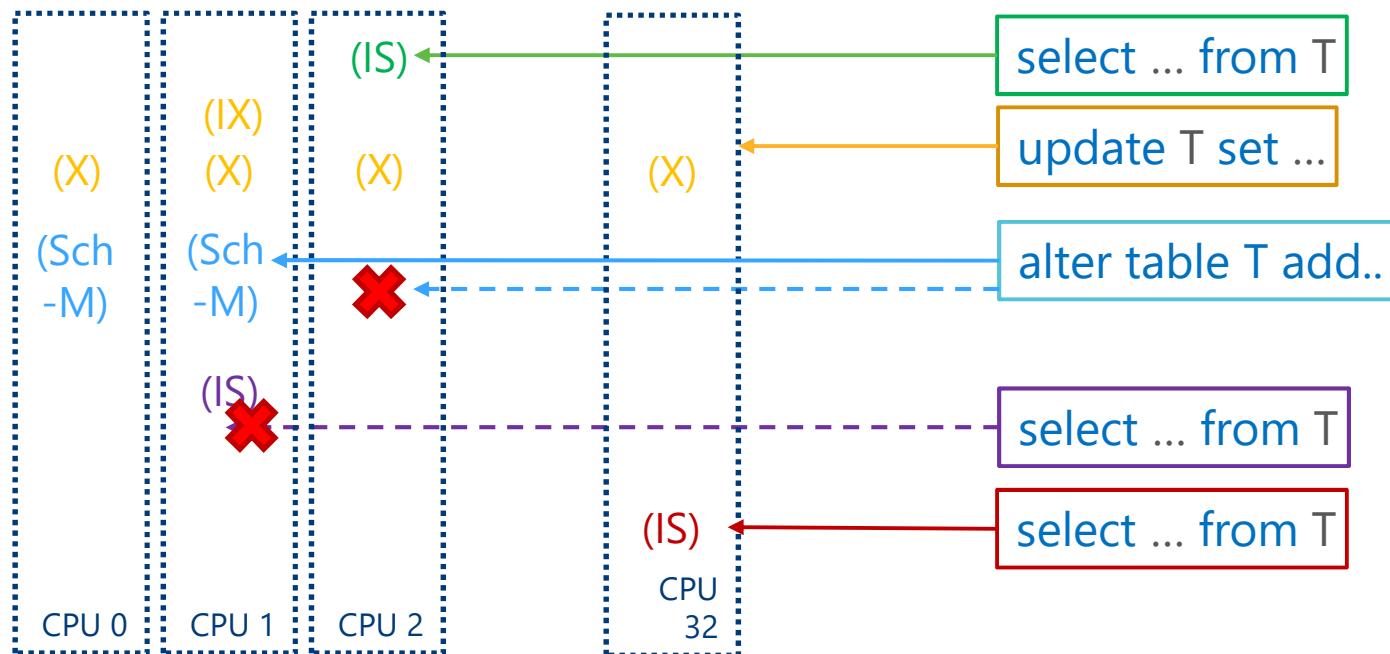 (IS)
select ... from T
(IX)
(X)
(X)
(X)
(X)
update T set ...
(Sch
-M)
(Sch
-M)
alter table T add..
(IS)
select ... from T
(IS)
select ... from T
CPU 0
CPU 1
CPU 2
CPU
32